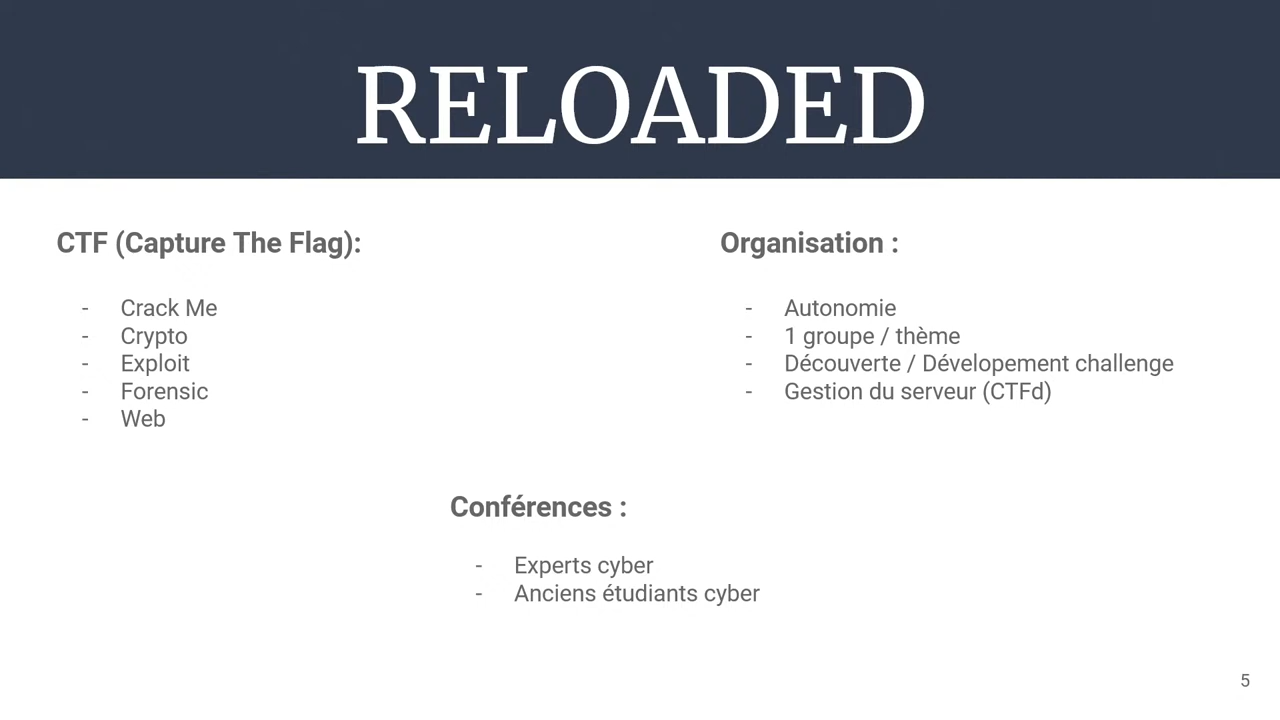 RELOADED
CTF (Capture The Flag):
- Crack Me
- Crypto
- Exploit
- Forensic
- Web
Organisation :
- Autonomie
- 1 groupe / thème
- Découverte / Dévelopement challenge
- Gestion du serveur (CTFd)
Conférences :
- Experts cyber
- Anciens étudiants cyber
5